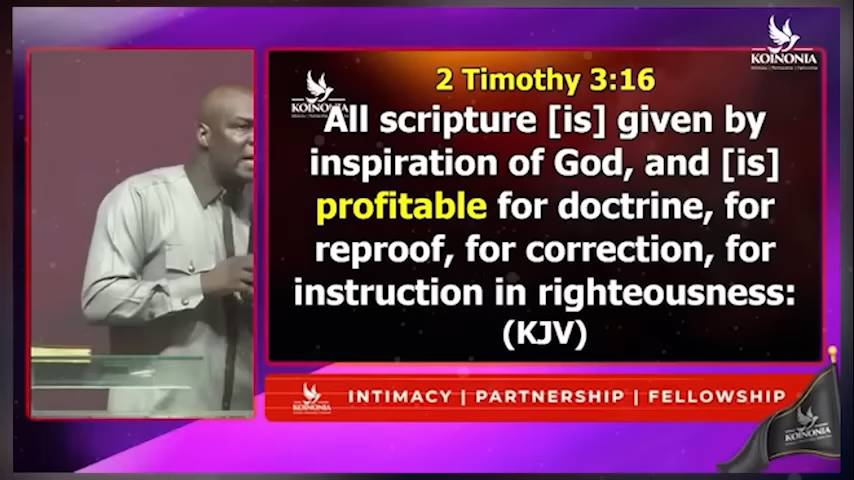 KOINONIA
2 Timothy 3:16
KOINONIA
All scripture [is] given by
inspiration of God, and [is]
profitable for doctrine, for
reproof, for correction, for
instruction in righteousness:
(KJV)
KOINONIA
INTIMACY | PARTNERSHIP | FELLOWSHIP
KOINONIA